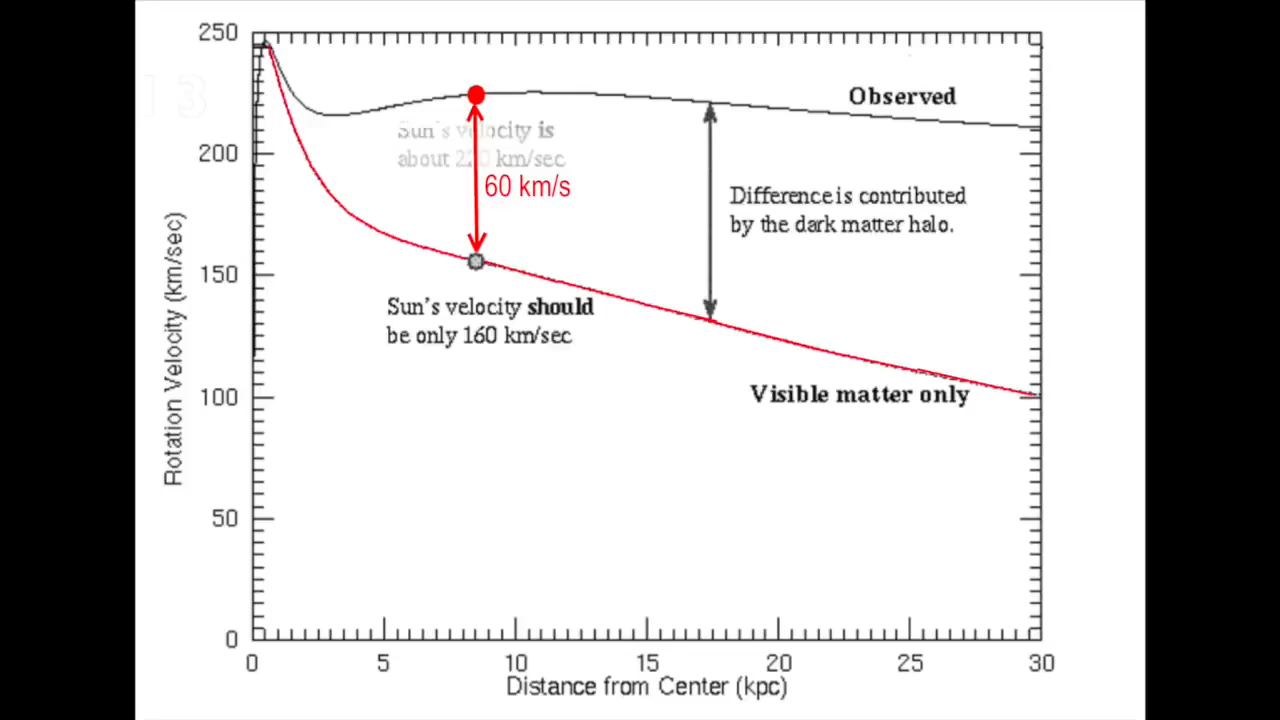 13
250
Observed
Sun's velocity is
about 220 km/sec
200
60 km/s
Difference is contributed
by the dark matter halo.
150
Sun's velocity should
be only 160 km/sec
Rotation Velocity (km/sec)
100
Visible matter only
50
0
0 5 10 15 20 25 30
Distance from Center (kpc)